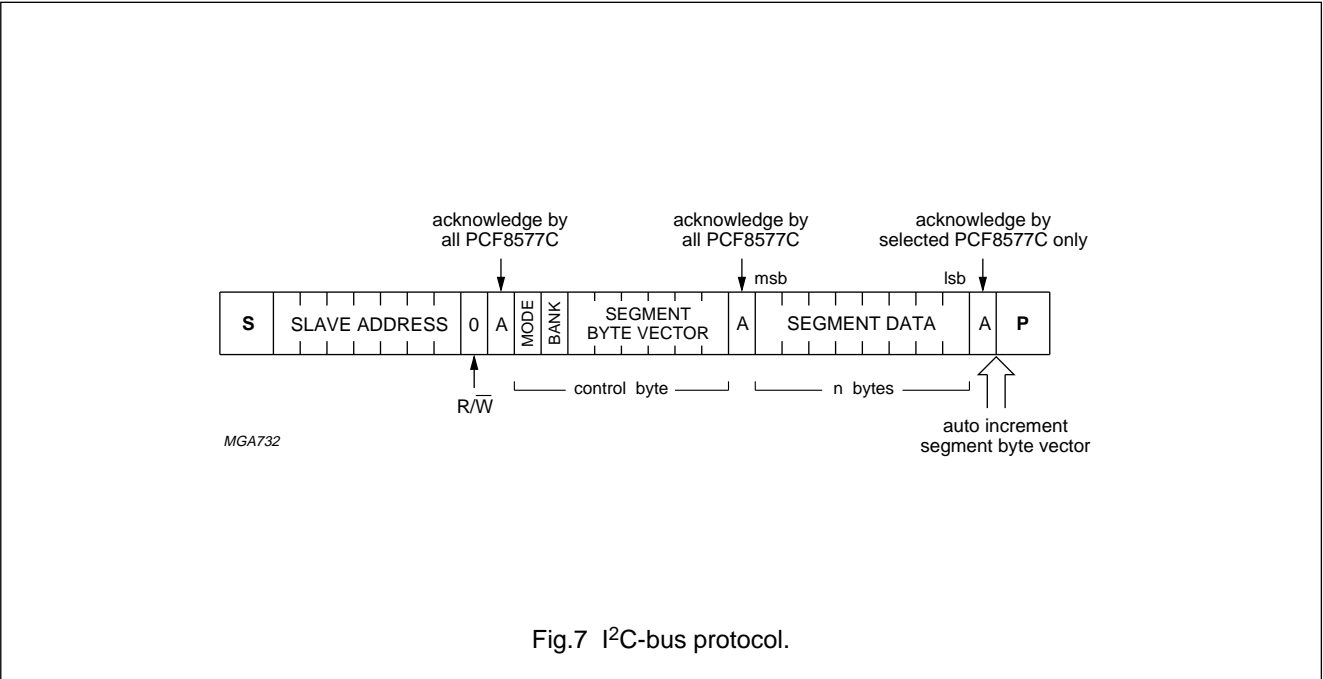 acknowledge by
all PCF8577C
acknowledge by
all PCF8577C
acknowledge by
selected PCF8577C only
msb
lsb
S
SLAVE ADDRESS
0
A
MODE
BANK
SEGMENT
BYTE VECTOR
A
SEGMENT DATA
A
P
R/W̅
control byte
n bytes
auto increment
segment byte vector
MGA732
Fig.7 I²C-bus protocol.